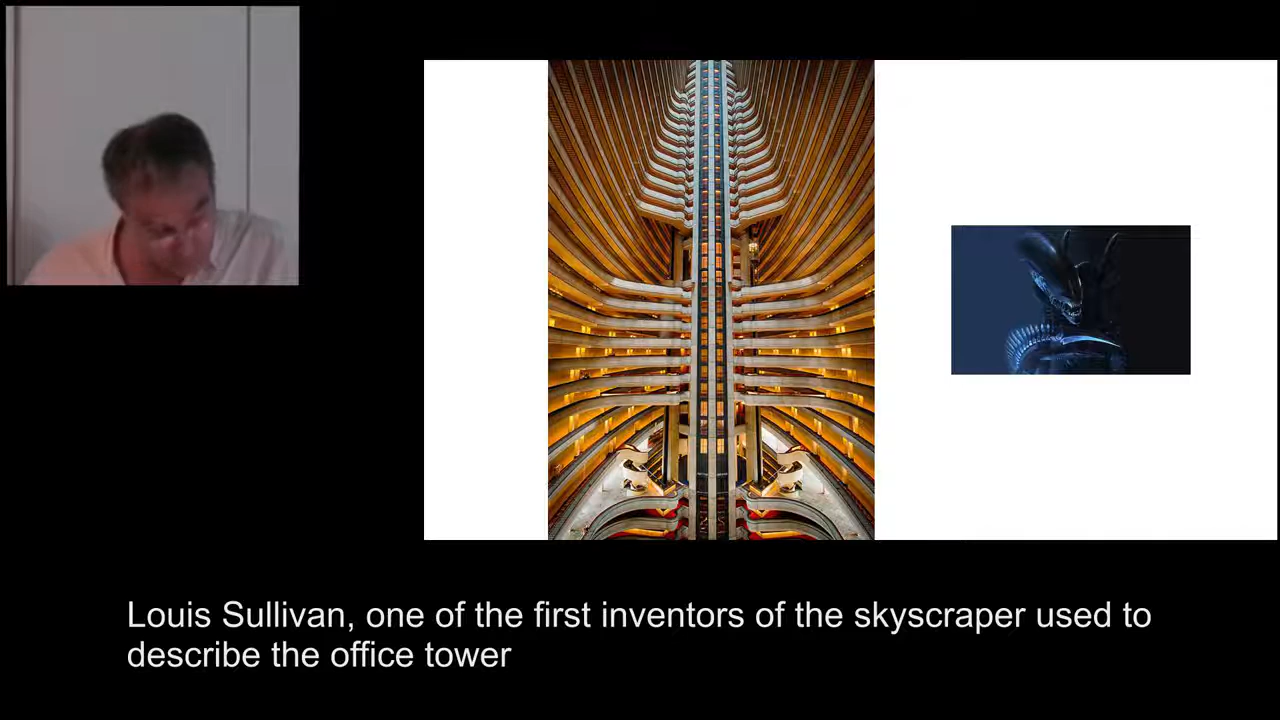 Louis Sullivan, one of the first inventors of the skyscraper used to
describe the office tower